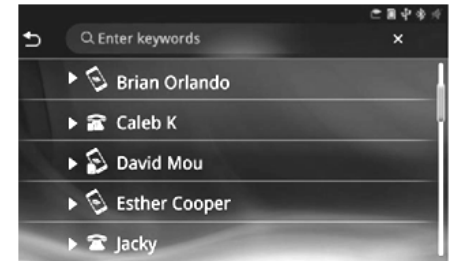 Enter keywords
Brian Orlando
Caleb K
David Mou
Esther Cooper
Jacky